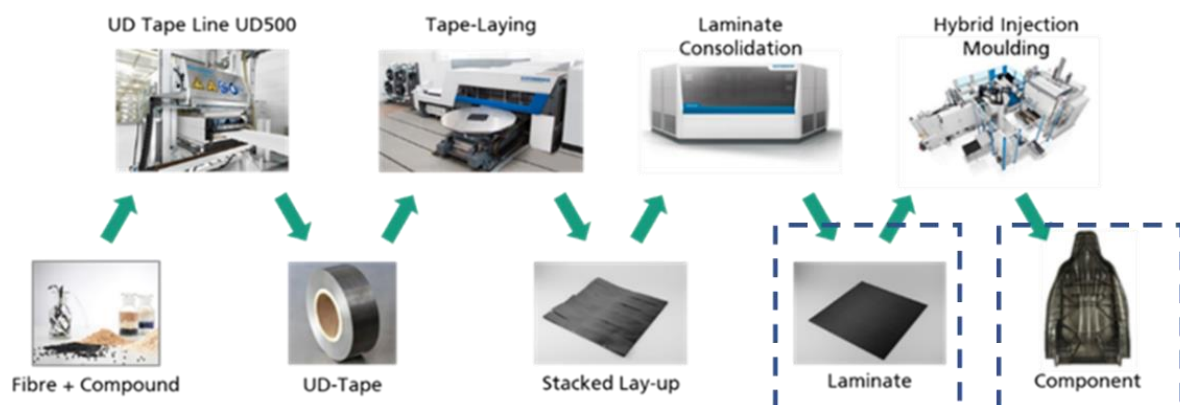 UD Tape Line UD500
Tape-Laying
Laminate
Consolidation
Hybrid Injection
Moulding
Fibre + Compound
UD-Tape
Stacked Lay-up
Laminate
Component